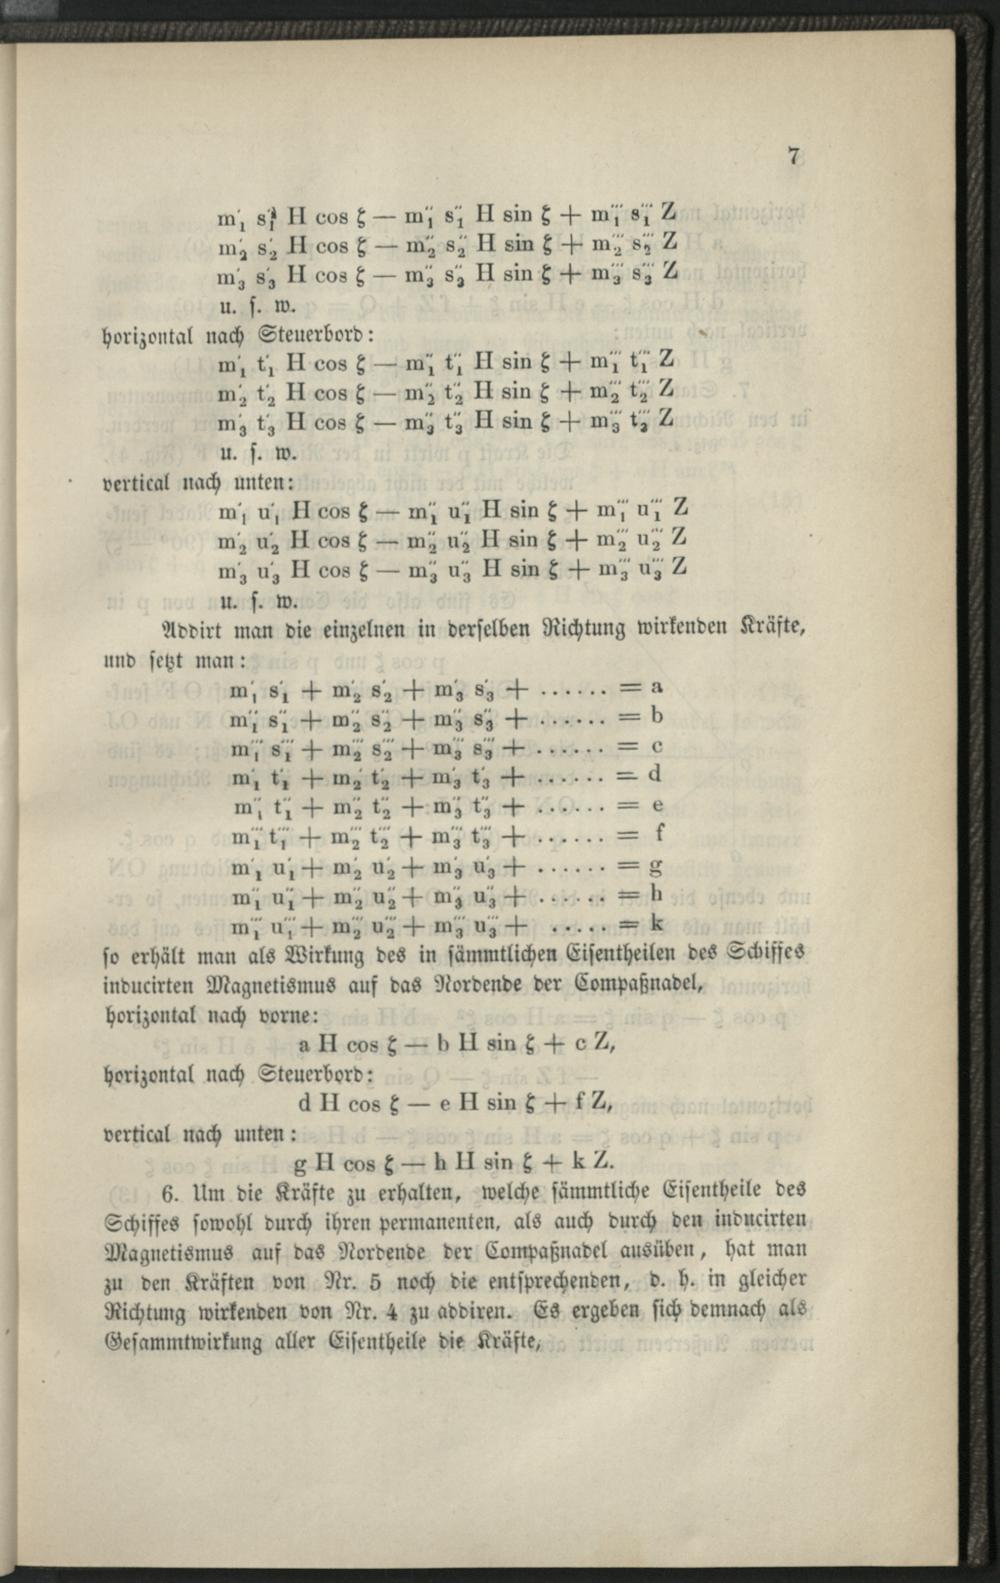 7
m′₁ s′₁ H cos ζ — m″₁ s″₁ H sin ζ + m‴₁ s‴₁ Z
m′₂ s′₂ H cos ζ — m″₂ s″₂ H sin ζ + m‴₂ s‴₂ Z
m′₃ s′₃ H cos ζ — m″₃ s″₃ H sin ζ + m‴₃ s‴₃ Z
u. ſ. w.
horizontal nach Steuerbord:
m′₁ t′₁ H cos ζ — m″₁ t″₁ H sin ζ + m‴₁ t‴₁ Z
m′₂ t′₂ H cos ζ — m″₂ t″₂ H sin ζ + m‴₂ t‴₂ Z
m′₃ t′₃ H cos ζ — m″₃ t″₃ H sin ζ + m‴₃ t‴₃ Z
u. ſ. w.
vertical nach unten:
m′₁ u′₁ H cos ζ — m″₁ u″₁ H sin ζ + m‴₁ u‴₁ Z
m′₂ u′₂ H cos ζ — m″₂ u″₂ H sin ζ + m‴₂ u‴₂ Z
m′₃ u′₃ H cos ζ — m″₃ u″₃ H sin ζ + m‴₃ u‴₃ Z
u. ſ. w.
Addirt man die einzelnen in derſelben Richtung wirkenden Kräfte,
und ſetzt man:
m′₁ s′₁ + m′₂ s′₂ + m′₃ s′₃ + ...... = a
m″₁ s″₁ + m″₂ s″₂ + m″₃ s″₃ + ...... = b
m‴₁ s‴₁ + m‴₂ s‴₂ + m‴₃ s‴₃ + ...... = c
m′₁ t′₁ + m′₂ t′₂ + m′₃ t′₃ + ...... = d
m″₁ t″₁ + m″₂ t″₂ + m″₃ t″₃ + ...... = e
m‴₁ t‴₁ + m‴₂ t‴₂ + m‴₃ t‴₃ + ...... = f
m′₁ u′₁ + m′₂ u′₂ + m′₃ u′₃ + ...... = g
m″₁ u″₁ + m″₂ u″₂ + m″₃ u″₃ + ...... = h
m‴₁ u‴₁ + m‴₂ u‴₂ + m‴₃ u‴₃ + ..... = k
ſo erhält man als Wirkung des in ſämmtlichen Eiſentheilen des Schiffes
inducirten Magnetismus auf das Nordende der Compaßnadel,
horizontal nach vorne:
a H cos ζ — b H sin ζ + c Z,
horizontal nach Steuerbord:
d H cos ζ — e H sin ζ + f Z,
vertical nach unten:
g H cos ζ — h H sin ζ + k Z.
6. Um die Kräfte zu erhalten, welche ſämmtliche Eiſentheile des
Schiffes ſowohl durch ihren permanenten, als auch durch den inducirten
Magnetismus auf das Nordende der Compaßnadel ausüben, hat man
zu den Kräften von Nr. 5 noch die entſprechenden, d. h. in gleicher
Richtung wirkenden von Nr. 4 zu addiren. Es ergeben ſich demnach als
Geſammtwirkung aller Eiſentheile die Kräfte,